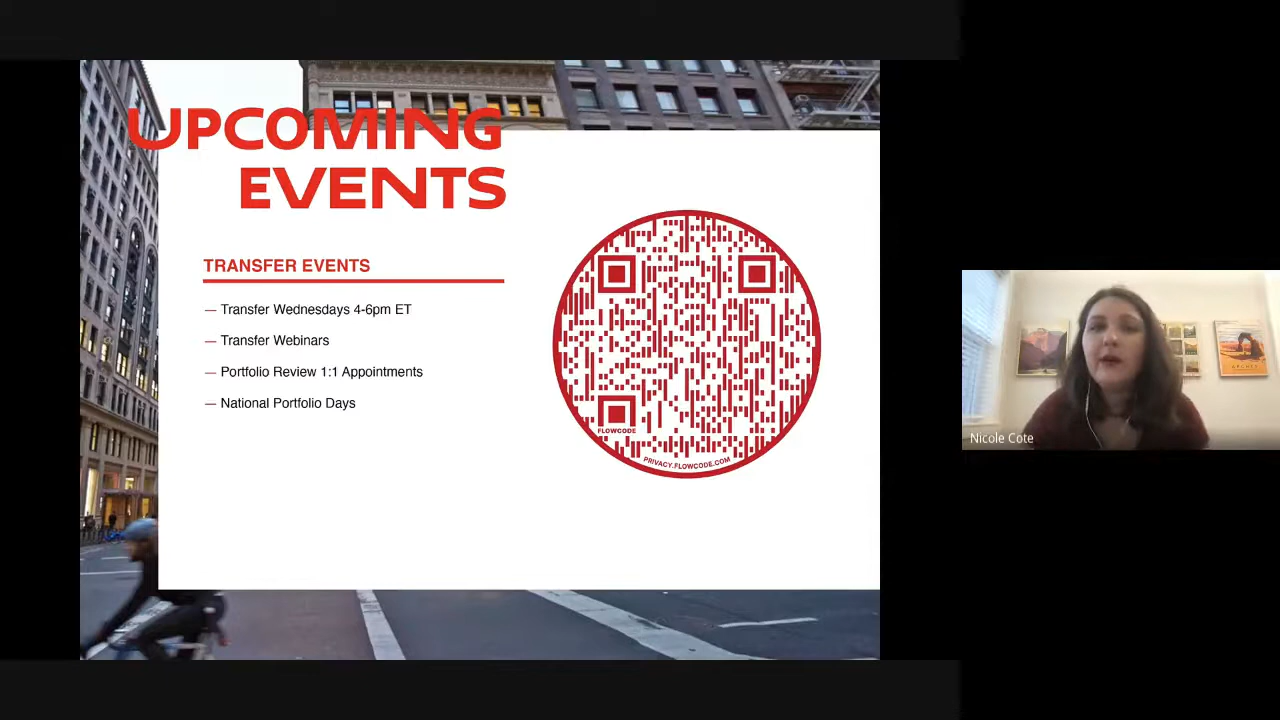 UPCOMING
EVENTS
TRANSFER EVENTS
— Transfer Wednesdays 4-6pm ET
— Transfer Webinars
— Portfolio Review 1:1 Appointments
— National Portfolio Days
FLOWCODE
PRIVACY.FLOWCODE.COM
ARCHES
Nicole Cote